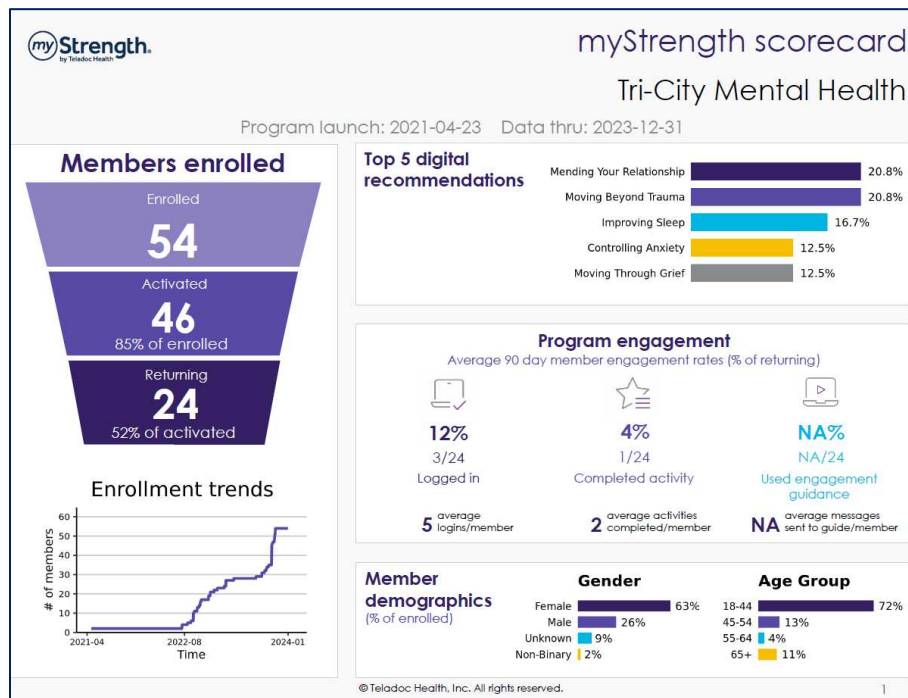 my Strength.
by Teladoc Health
myStrength scorecard
Tri-City Mental Health
Program launch: 2021-04-23 Data thru: 2023-12-31
Members enrolled
Enrolled
54
Activated
46
85% of enrolled
Returning
24
52% of activated
Enrollment trends
# of members
60
50
40
30
20
10
0
2021-04 2022-08 2024-01
Time
Top 5 digital
recommendations
Mending Your Relationship 20.8%
Moving Beyond Trauma 20.8%
Improving Sleep 16.7%
Controlling Anxiety 12.5%
Moving Through Grief 12.5%
Program engagement
Average 90 day member engagement rates (% of returning)
12%
3/24
Logged in
5 average
logins/member
4%
1/24
Completed activity
2 average activities
completed/member
NA%
NA/24
Used engagement
guidance
NA average messages
sent to guide/member
Member
demographics
(% of enrolled)
Gender
Female 63%
Male 26%
Unknown 9%
Non-Binary 2%
Age Group
18-44 72%
45-54 13%
55-64 4%
65+ 11%
© Teladoc Health, Inc. All rights reserved.
1